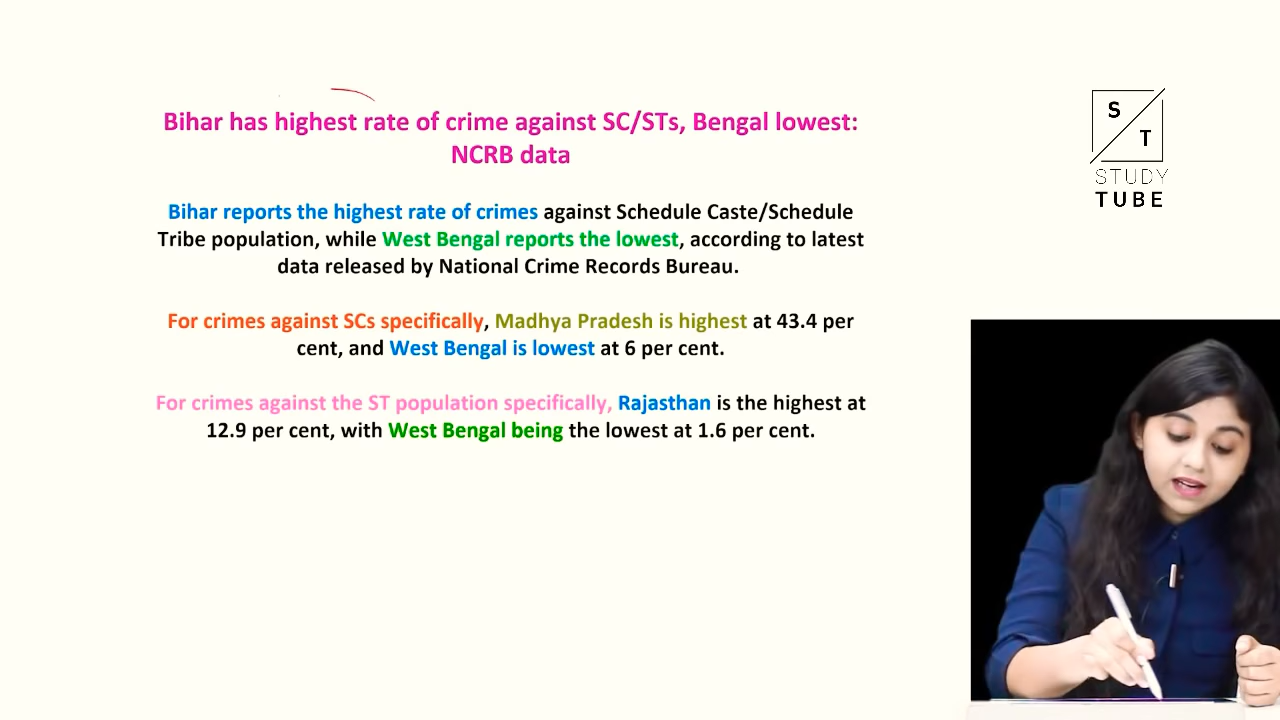 Bihar has highest rate of crime against SC/STs, Bengal lowest:
NCRB data
Bihar reports the highest rate of crimes against Schedule Caste/Schedule
Tribe population, while West Bengal reports the lowest, according to latest
data released by National Crime Records Bureau.
For crimes against SCs specifically, Madhya Pradesh is highest at 43.4 per
cent, and West Bengal is lowest at 6 per cent.
For crimes against the ST population specifically, Rajasthan is the highest at
12.9 per cent, with West Bengal being the lowest at 1.6 per cent.
S
T
STUDY
TUBE